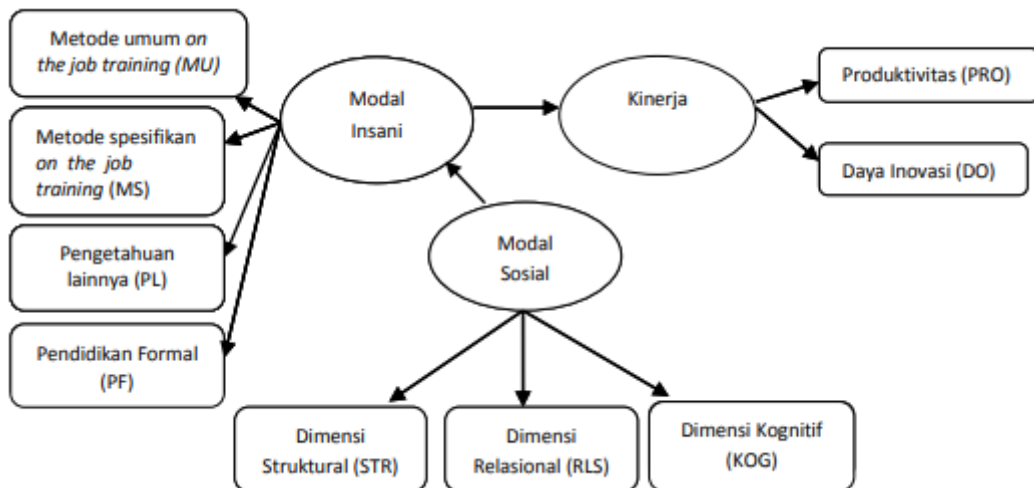 Metode umum on
the job training (MU)
Metode spesifikan
on the job
training (MS)
Pengetahuan
lainnya (PL)
Pendidikan Formal
(PF)
Modal
Insani
Kinerja
Modal
Sosial
Produktivitas (PRO)
Daya Inovasi (DO)
Dimensi
Struktural (STR)
Dimensi
Relasional (RLS)
Dimensi Kognitif
(KOG)